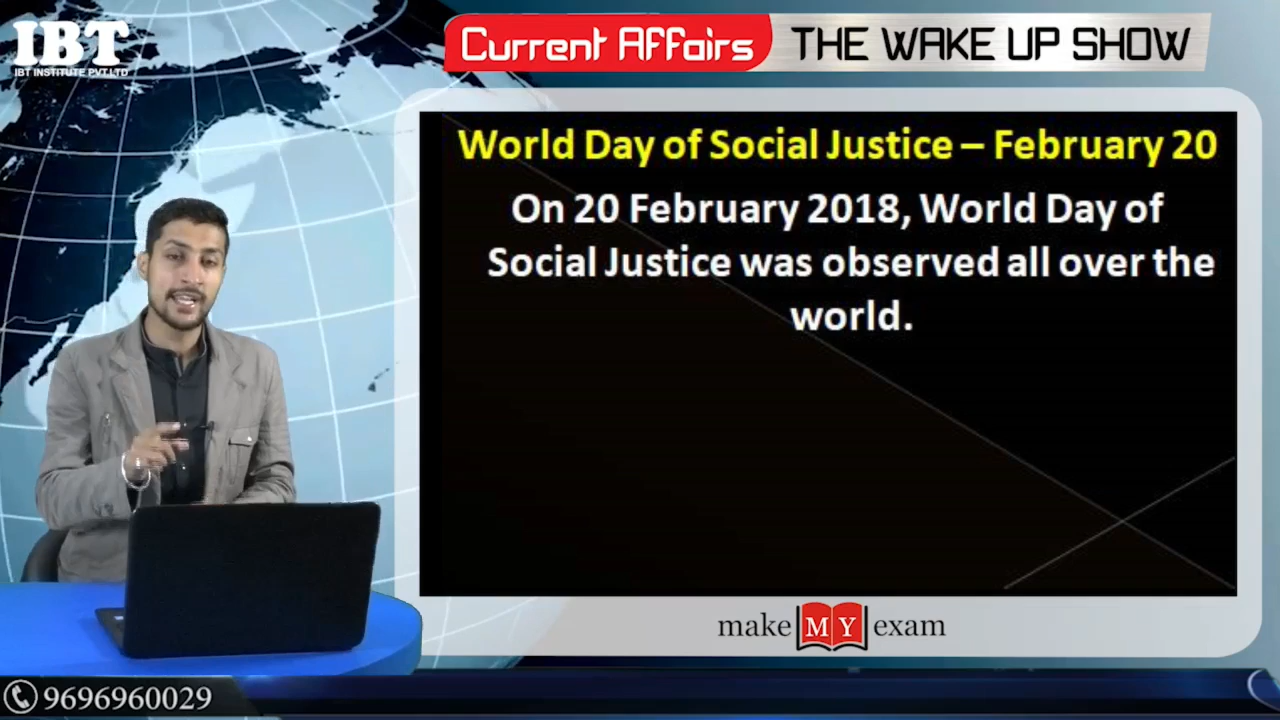 IBT
IBT INSTITUTE PVT.LTD
Current Affairs THE WAKE UP SHOW
World Day of Social Justice – February 20
On 20 February 2018, World Day of
Social Justice was observed all over the
world.
make MY exam
9696960029